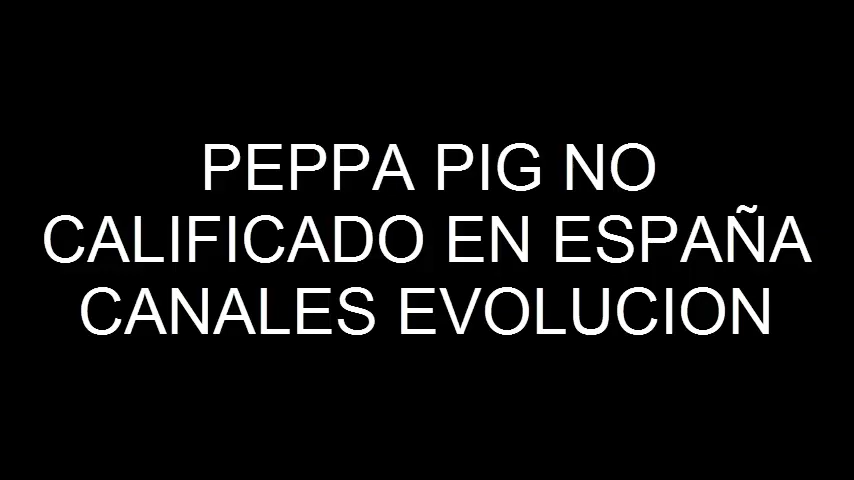 PEPPA PIG NO
CALIFICADO EN ESPAÑA
CANALES EVOLUCION